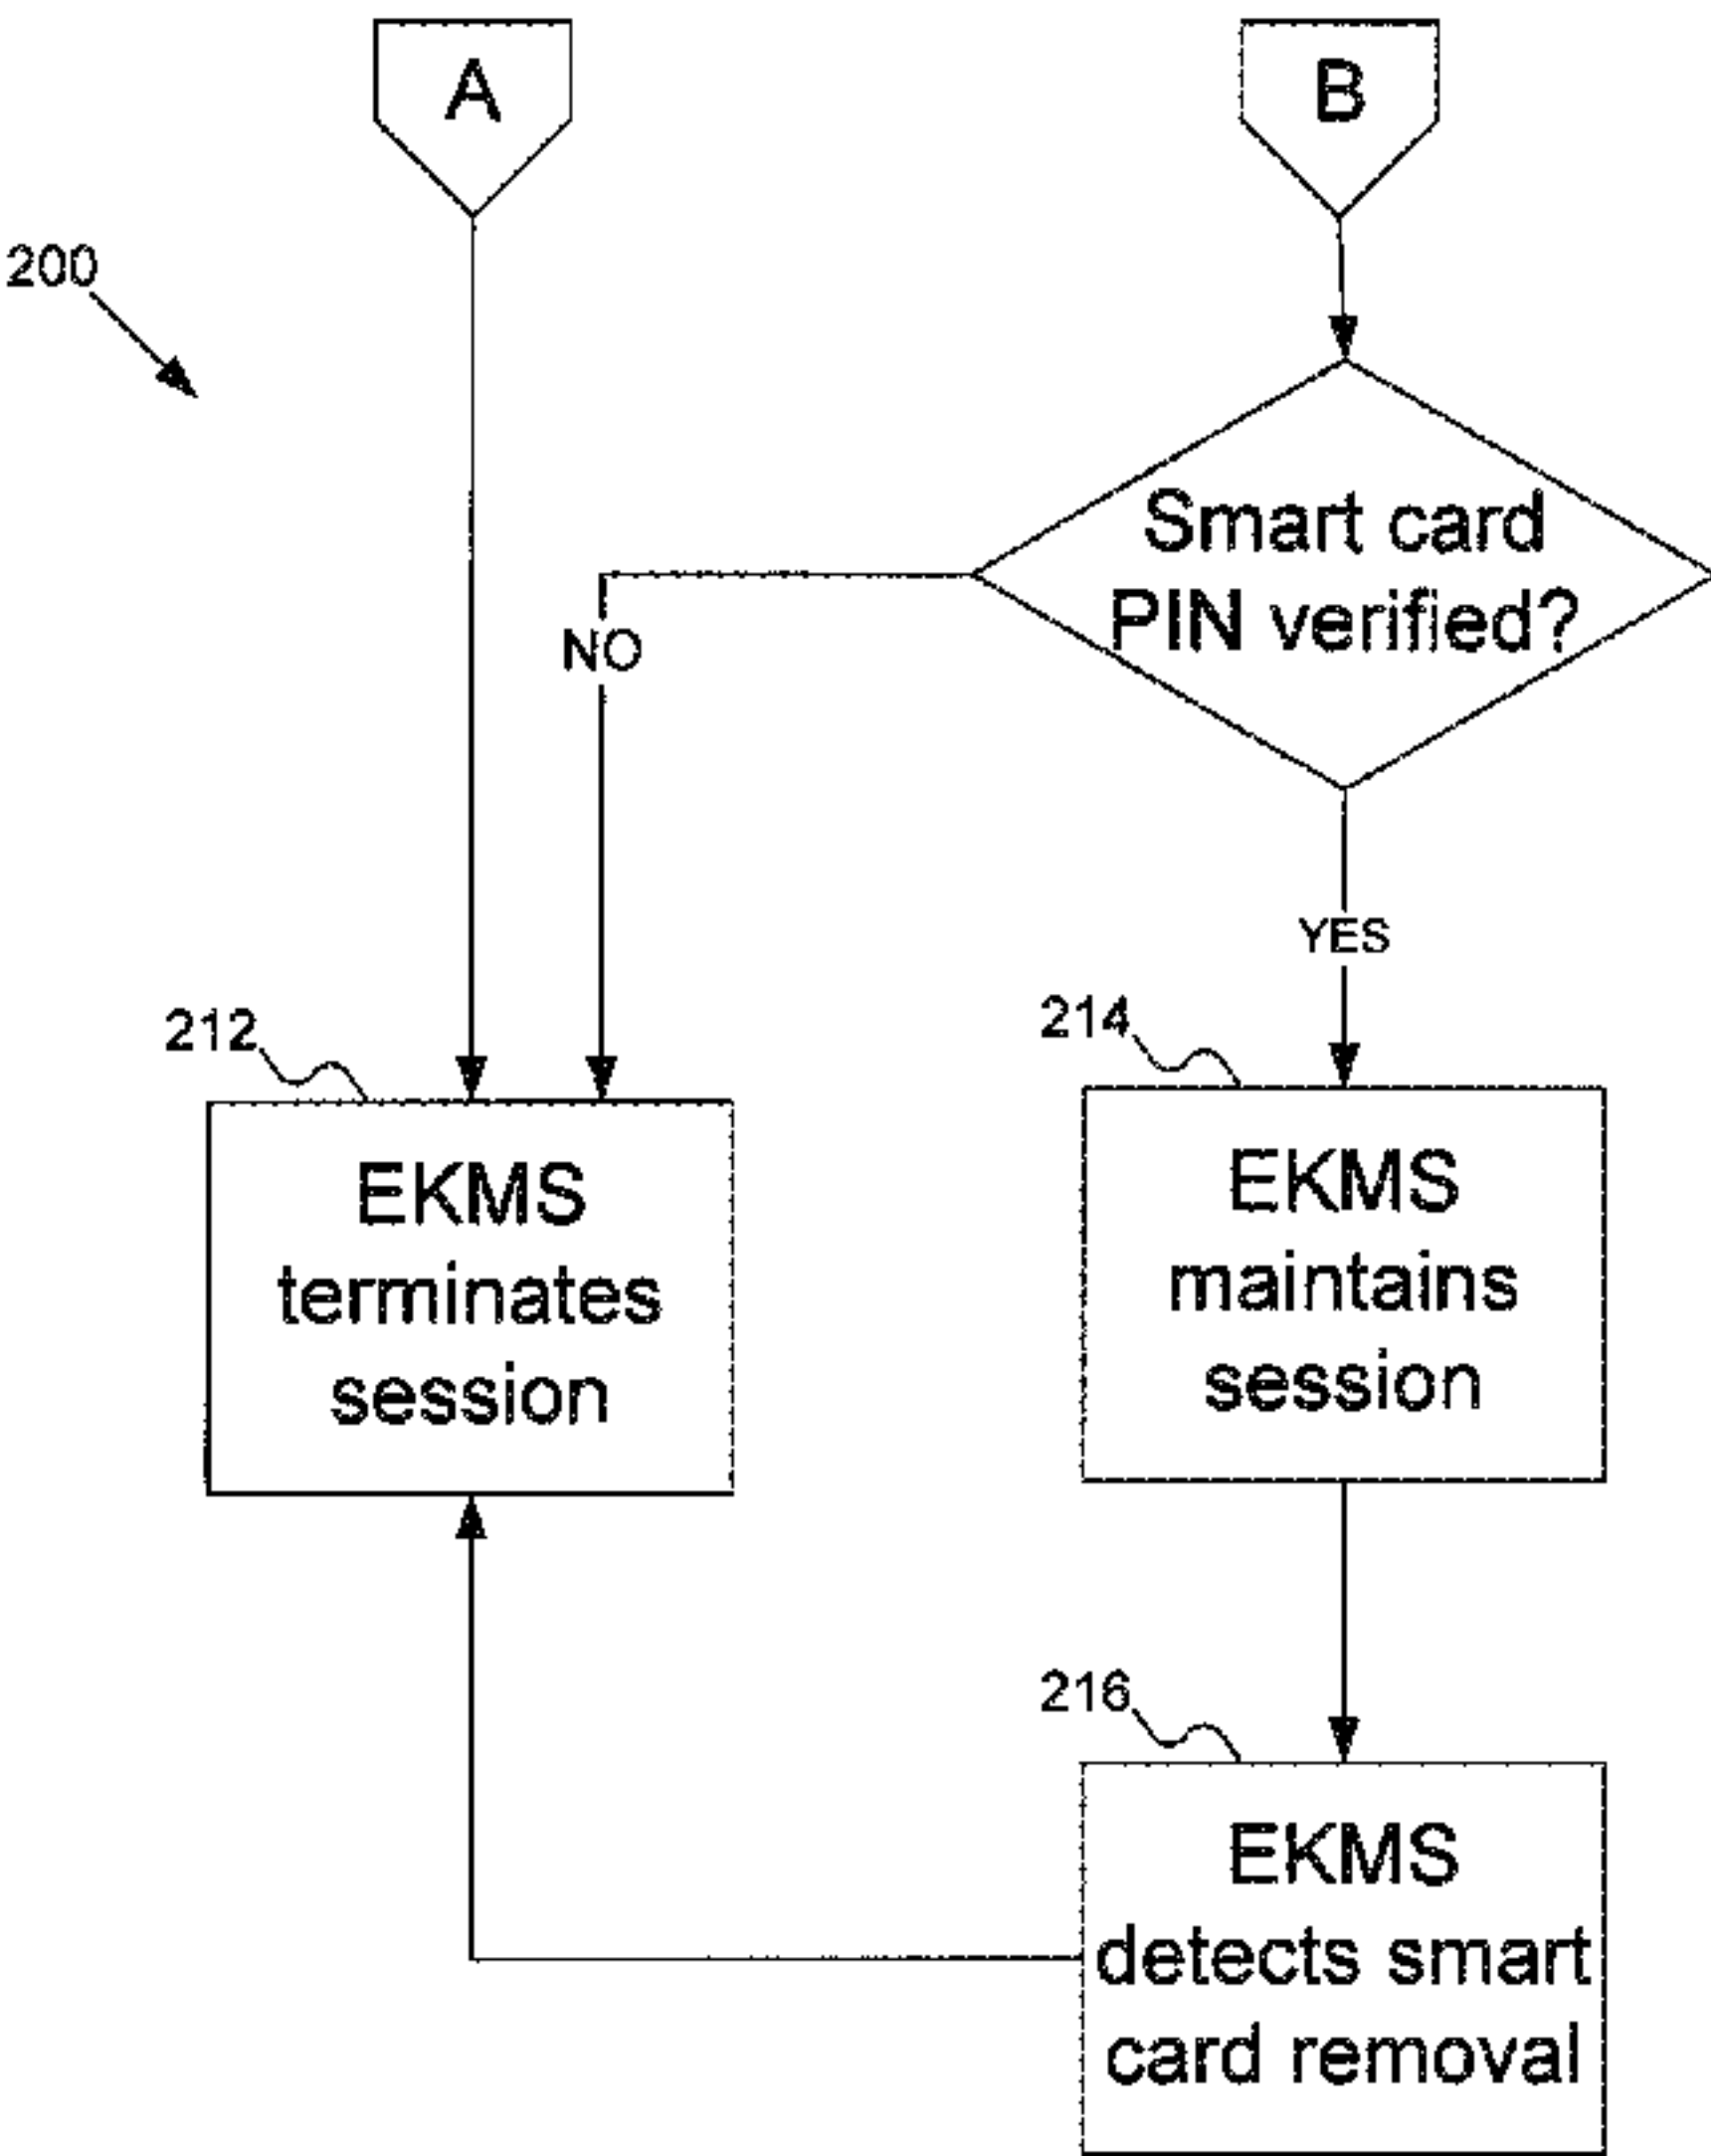 A
B
200
Smart card
PIN verified?
NO
YES
212
214
EKMS
terminates
session
EKMS
maintains
session
216
EKMS
detects smart
card removal